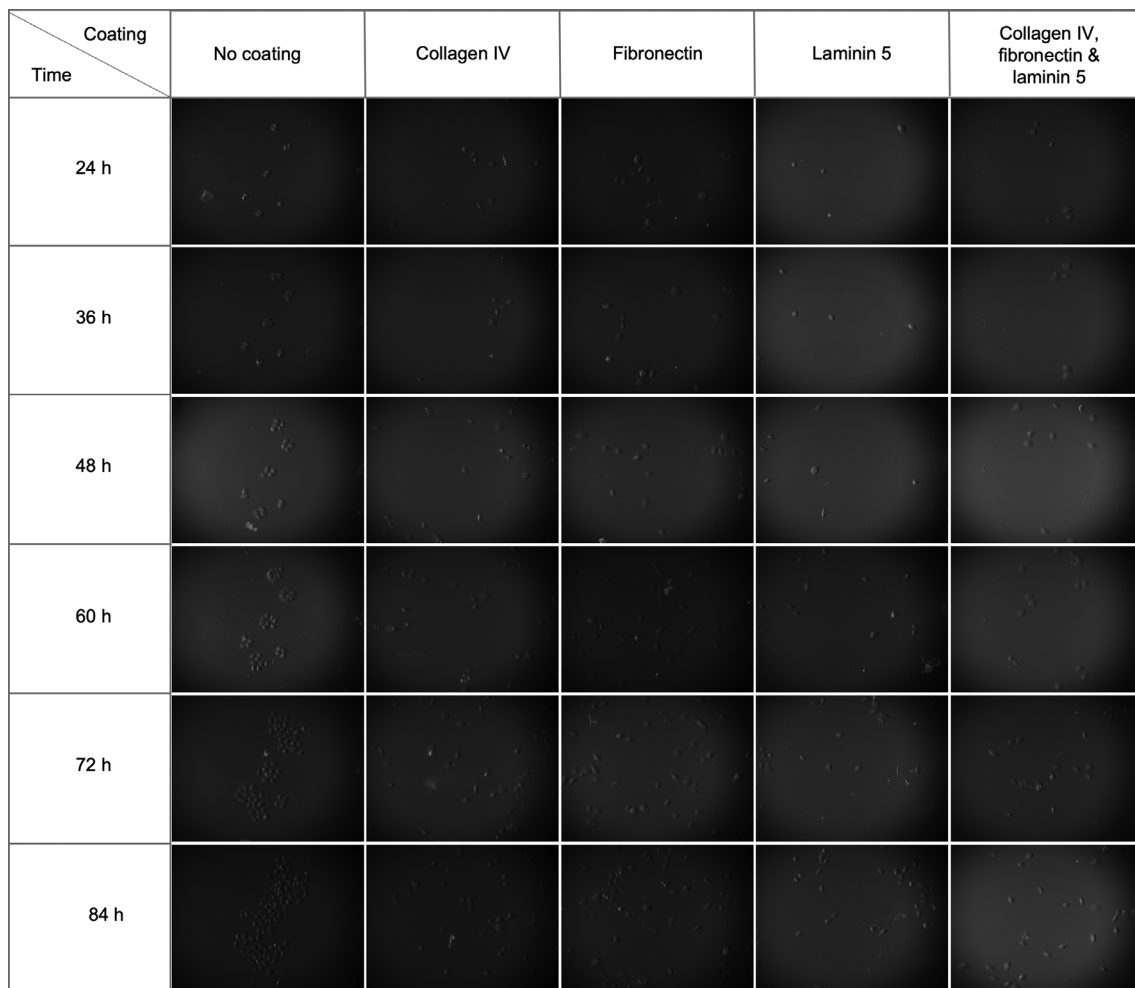 Coating
Time
No coating
Collagen IV
Fibronectin
Laminin 5
Collagen IV,
fibronectin &
laminin 5
24 h
36 h
48 h
60 h
72 h
84 h